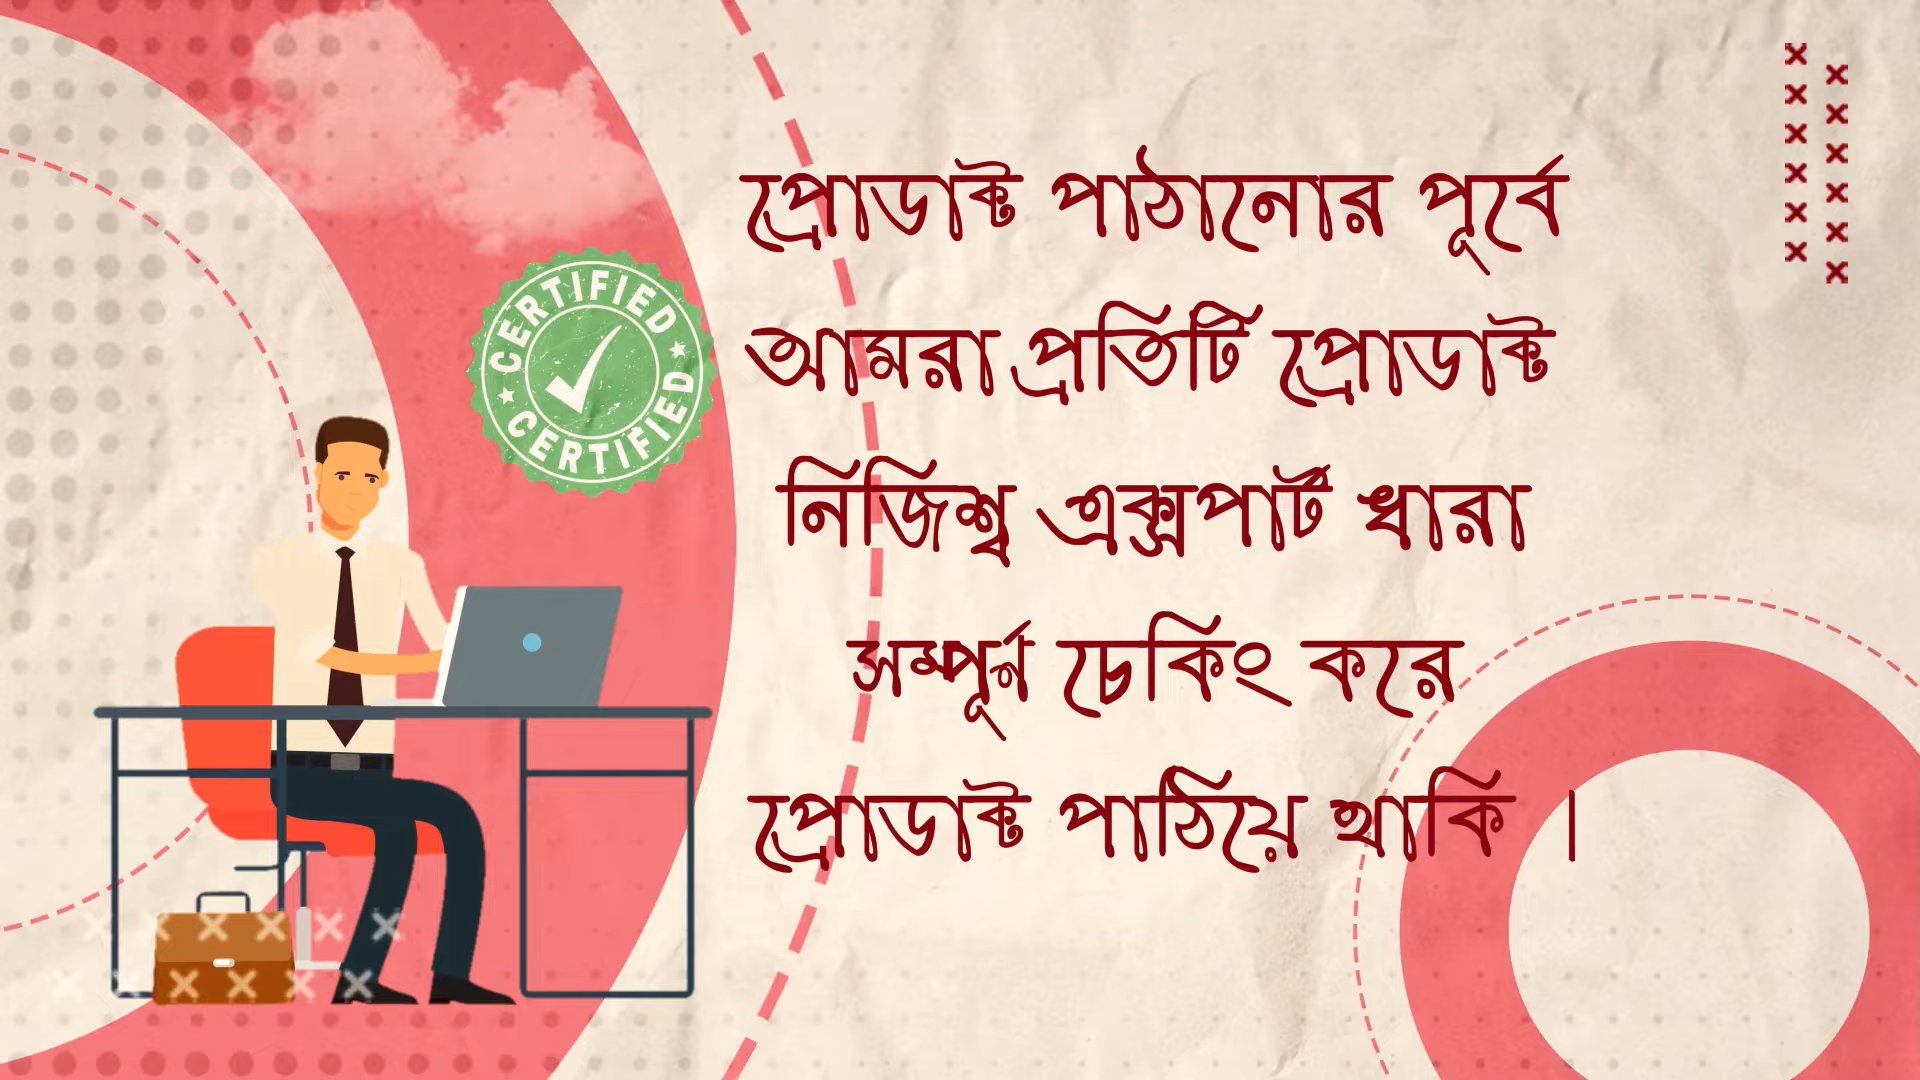 CERTIFIED
CERTIFIED
প্রোডাক্ট পাঠানোর পূর্বে
আমরা প্রতিটি প্রোডাক্ট
নিজিশ্ব এক্সপার্ট ধারা
সম্পূর্ণ চেকিং করে
প্রোডাক্ট পাঠিয়ে থাকি ।